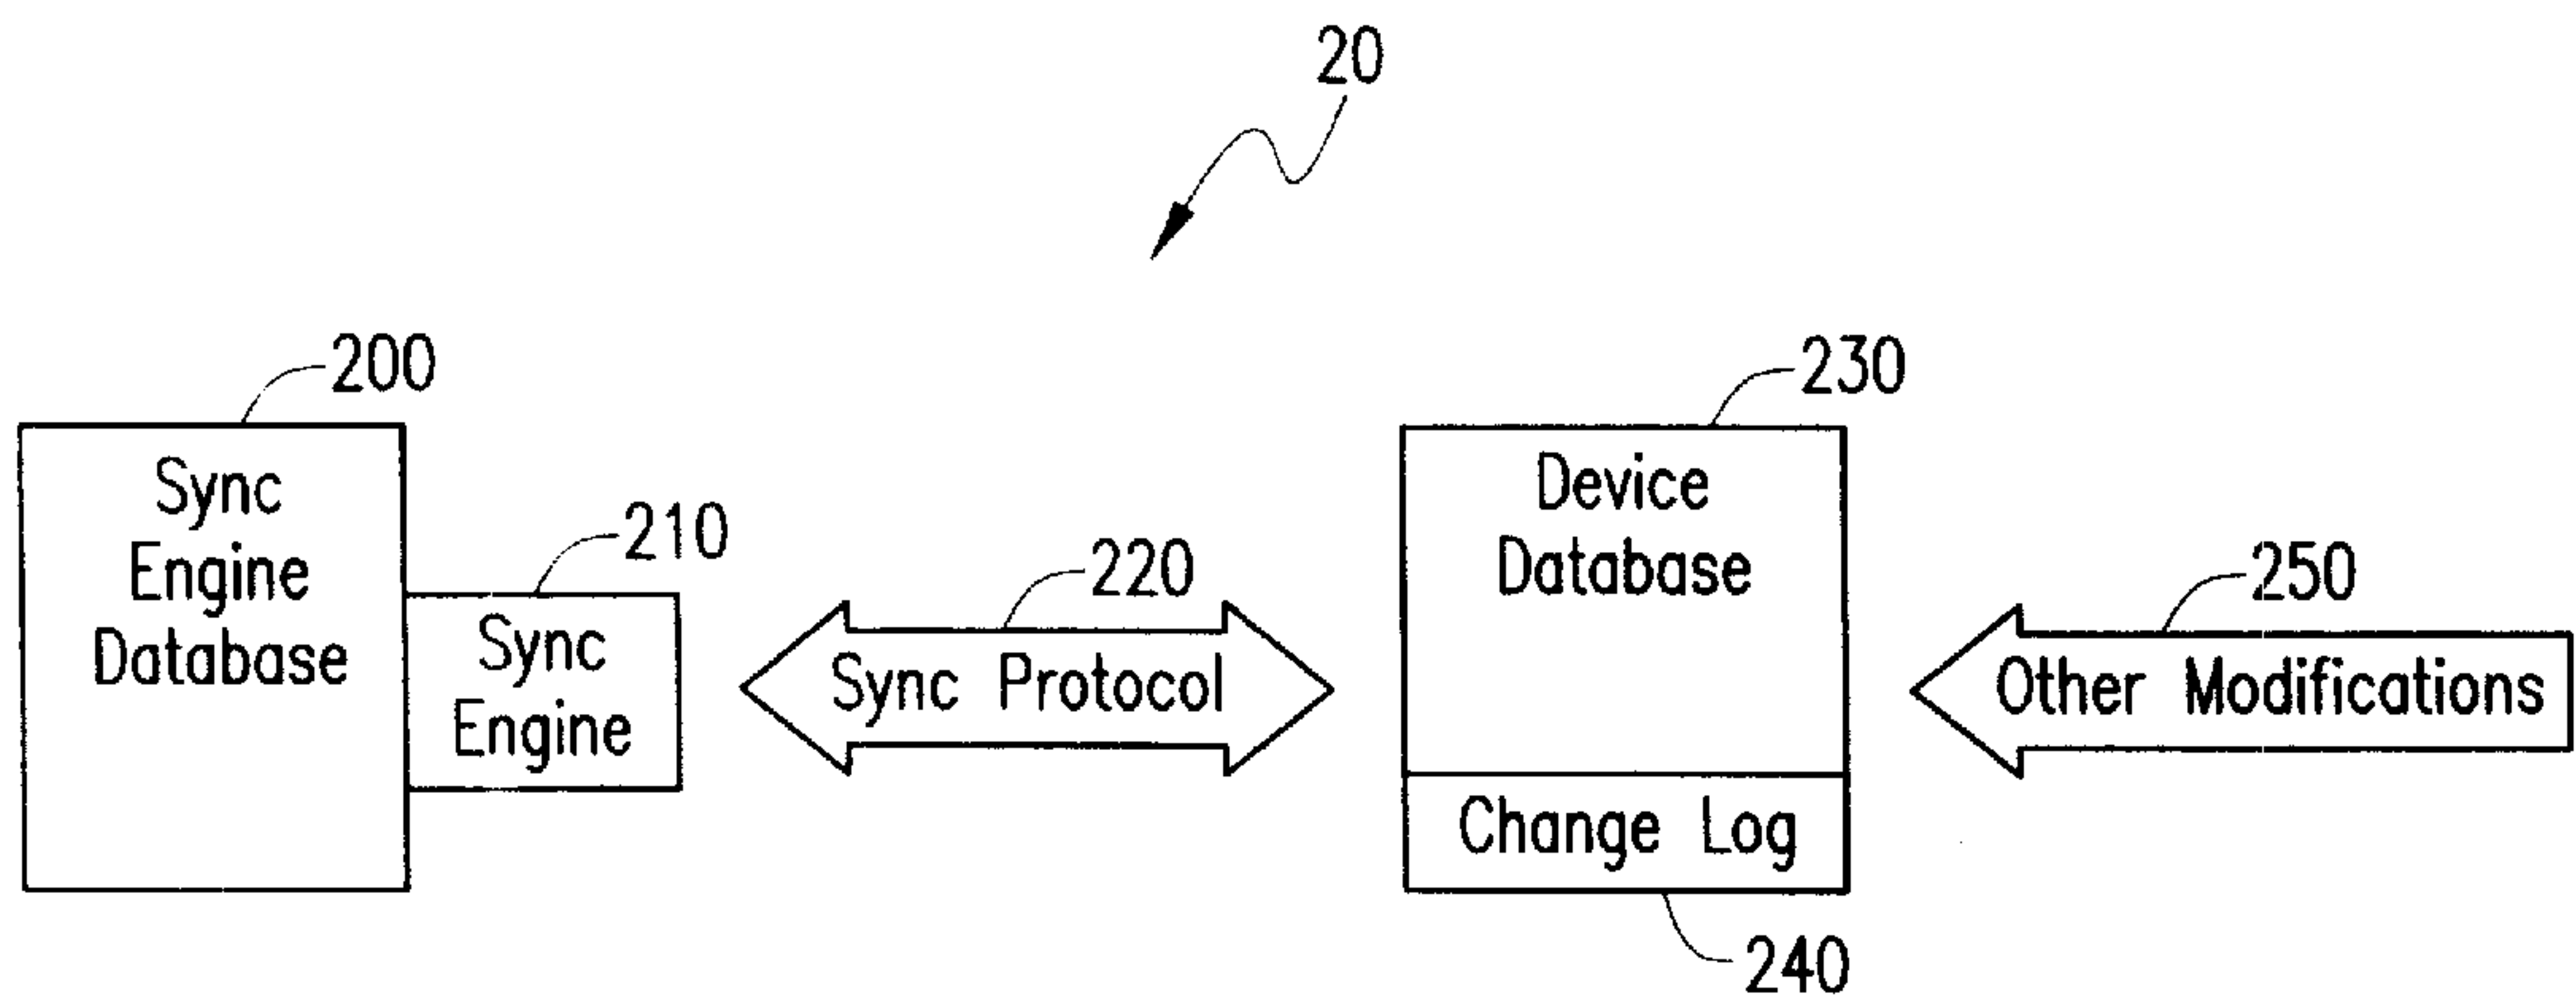 20
200
Sync
Engine
Database
210
Sync
Engine
220
Sync Protocol
230
Device
Database
Change Log
240
250
Other Modifications